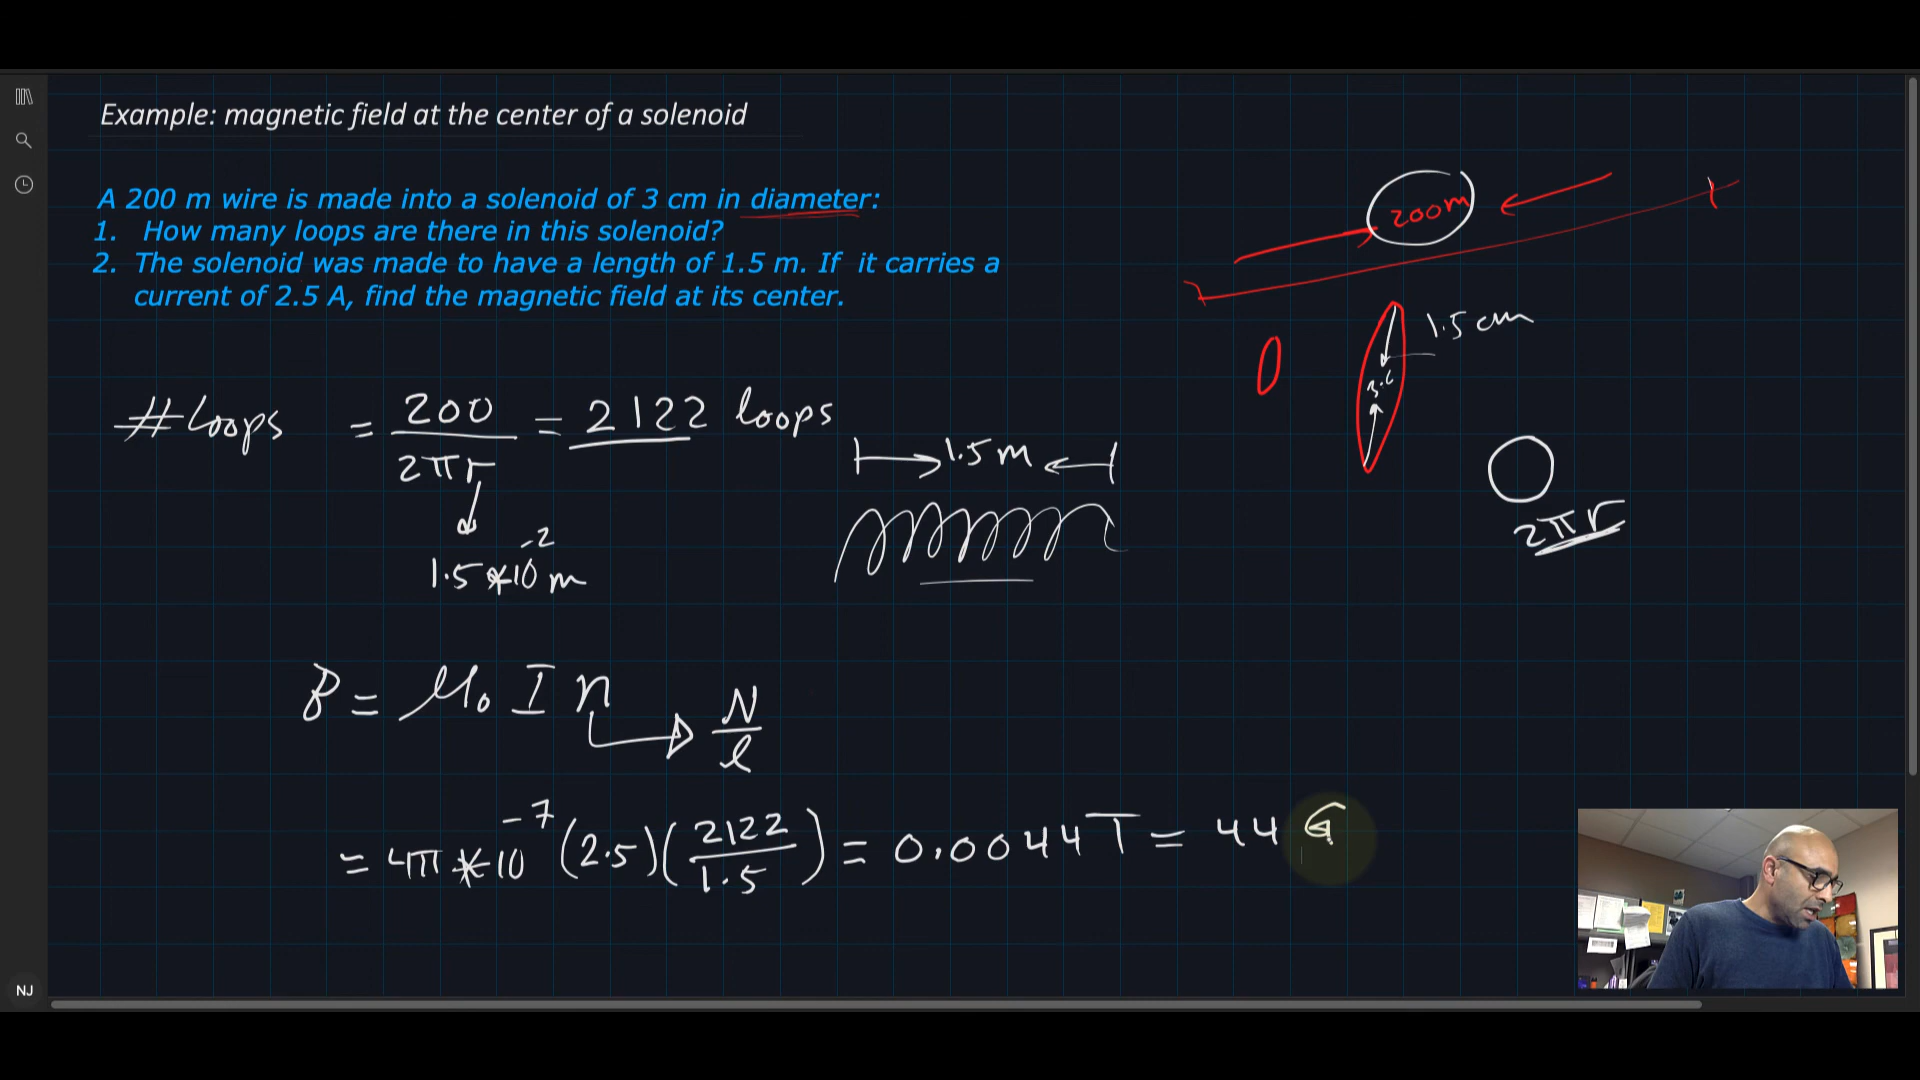 Example: magnetic field at the center of a solenoid
A 200 m wire is made into a solenoid of 3 cm in diameter:
1. How many loops are there in this solenoid?
2. The solenoid was made to have a length of 1.5 m. If it carries a
current of 2.5 A, find the magnetic field at its center.
200m
1.5 cm
# Loops = 200 / 2πr = 2122 loops
1.5 * 10⁻² m
1.5 m
2πr
B = μ₀ I n → N / l
= 4π * 10⁻⁷ (2.5) (2122 / 1.5) = 0.0044 T = 44 G
NJ